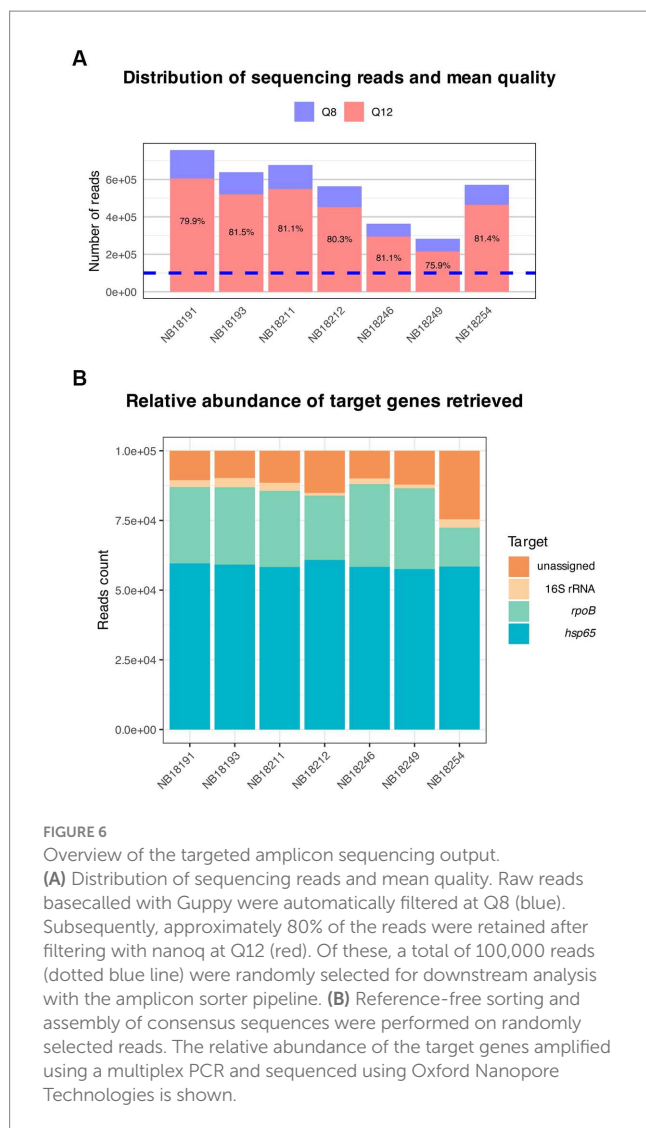 A
Distribution of sequencing reads and mean quality
Q8 Q12
Number of reads
6e+05
4e+05
2e+05
0e+00
79.9% 81.5% 81.1% 80.3% 81.1% 75.9% 81.4%
NB18191 NB18193 NB18211 NB18212 NB18246 NB18249 NB18254
B
Relative abundance of target genes retrieved
Reads count
1.0e+05
7.5e+04
5.0e+04
2.5e+04
0.0e+00
Target
unassigned
16S rRNA
rpoB
hsp65
NB18191 NB18193 NB18211 NB18212 NB18246 NB18249 NB18254
FIGURE 6
Overview of the targeted amplicon sequencing output.
(A) Distribution of sequencing reads and mean quality. Raw reads
basecalled with Guppy were automatically filtered at Q8 (blue).
Subsequently, approximately 80% of the reads were retained after
filtering with nanoq at Q12 (red). Of these, a total of 100,000 reads
(dotted blue line) were randomly selected for downstream analysis
with the amplicon sorter pipeline. (B) Reference-free sorting and
assembly of consensus sequences were performed on randomly
selected reads. The relative abundance of the target genes amplified
using a multiplex PCR and sequenced using Oxford Nanopore
Technologies is shown.